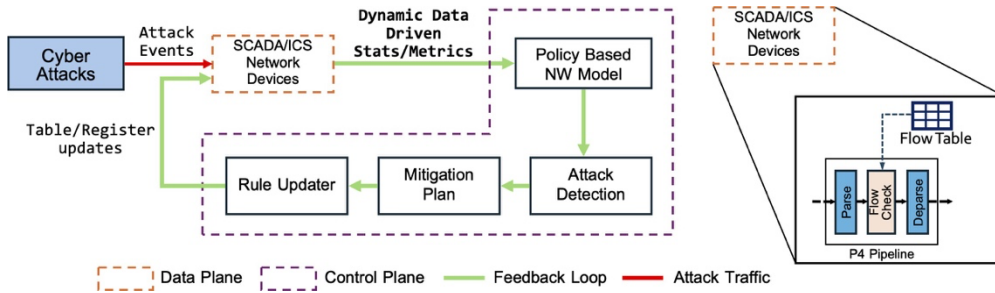 Cyber
Attacks
Attack
Events
SCADA/ICS
Network
Devices
Dynamic Data
Driven
Stats/Metrics
Policy Based
NW Model
Table/Register
updates
Rule Updater
Mitigation
Plan
Attack
Detection
SCADA/ICS
Network
Devices
Flow Table
Parse
Flow
Check
Deparse
P4 Pipeline
Data Plane
Control Plane
Feedback Loop
Attack Traffic